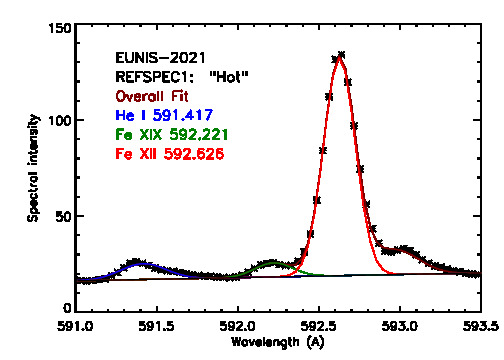 150
EUNIS-2021
REFSPEC1: "Hot"
Overall Fit
He I 591.417
Fe XIX 592.221
Fe XII 592.626
100
50
0
Spectral intensity
591.0 591.5 592.0 592.5 593.0 593.5
Wavelength (A)